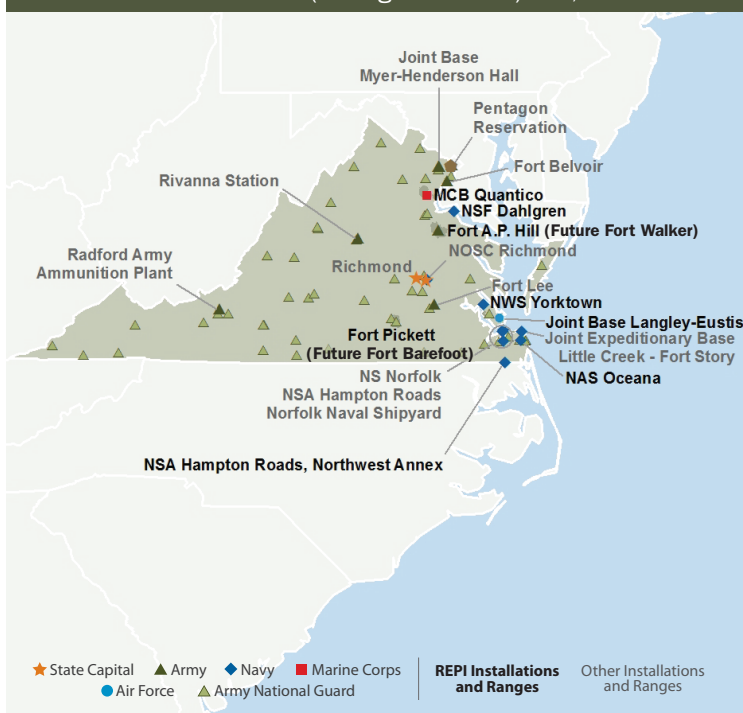 Joint Base
Myer-Henderson Hall
Pentagon
Reservation
Fort Belvoir
Rivanna Station
MCB Quantico
NSF Dahlgren
Fort A.P. Hill (Future Fort Walker)
Radford Army
Ammunition Plant
NOSC Richmond
Richmond
Fort Lee
NWS Yorktown
Joint Base Langley-Eustis
Fort Pickett
(Future Fort Barefoot)
Joint Expeditionary Base
Little Creek - Fort Story
NS Norfolk
NSA Hampton Roads
Norfolk Naval Shipyard
NAS Oceana
NSA Hampton Roads, Northwest Annex
State Capital
Army
Navy
Marine Corps
Air Force
Army National Guard
REPI Installations
and Ranges
Other Installations
and Ranges